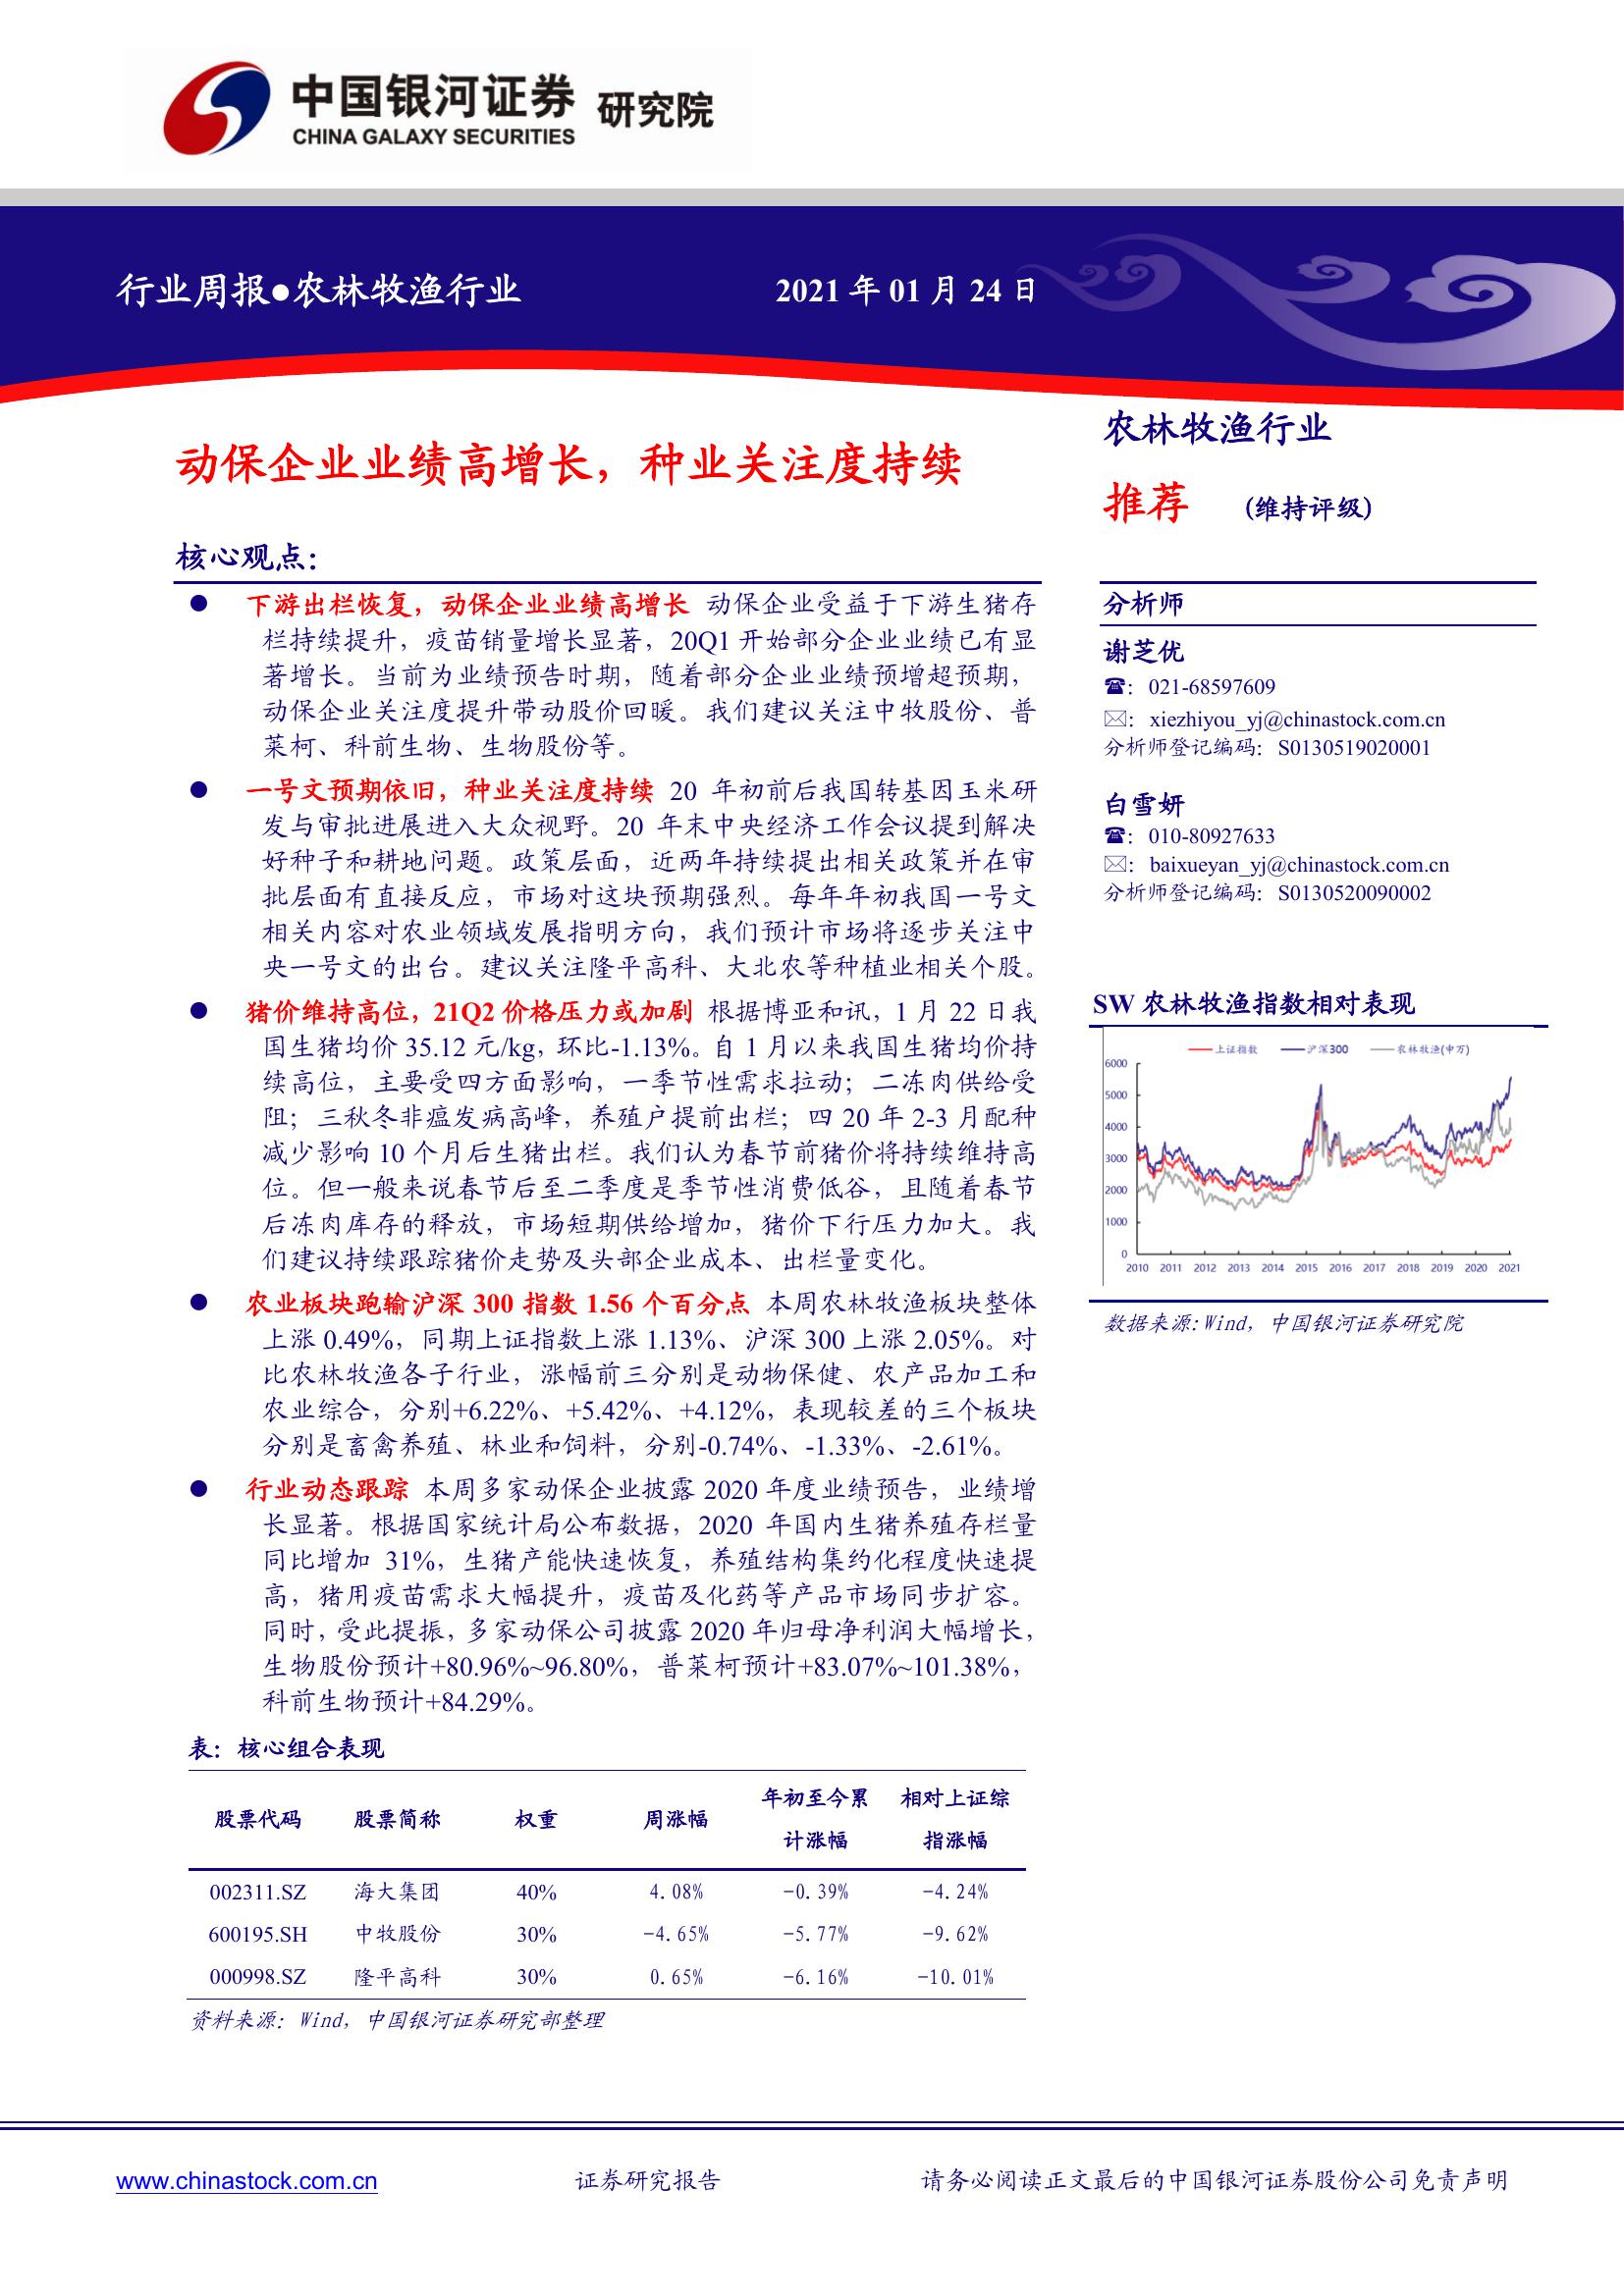 中国银河证券 研究院
CHINA GALAXY SECURITIES
行业周报●农林牧渔行业
2021 年 01 月 24 日
动保企业业绩高增长，种业关注度持续
核心观点：
● 下游出栏恢复，动保企业业绩高增长 动保企业受益于下游生猪存
栏持续提升，疫苗销量增长显著，20Q1 开始部分企业业绩已有显
著增长。当前为业绩预告时期，随着部分企业业绩预增超预期，
动保企业关注度提升带动股价回暖。我们建议关注中牧股份、普
莱柯、科前生物、生物股份等。
● 一号文预期依旧，种业关注度持续 20 年初前后我国转基因玉米研
发与审批进展进入大众视野。20 年末中央经济工作会议提到解决
好种子和耕地问题。政策层面，近两年持续提出相关政策并在审
批层面有直接反应，市场对这块预期强烈。每年年初我国一号文
相关内容对农业领域发展指明方向，我们预计市场将逐步关注中
央一号文的出台。建议关注隆平高科、大北农等种植业相关个股。
● 猪价维持高位，21Q2 价格压力或加剧 根据博亚和讯，1 月 22 日我
国生猪均价 35.12 元/kg，环比-1.13%。自 1 月以来我国生猪均价持
续高位，主要受四方面影响，一季节性需求拉动；二冻肉供给受
阻；三秋冬非瘟发病高峰，养殖户提前出栏；四 20 年 2-3 月配种
减少影响 10 个月后生猪出栏。我们认为春节前猪价将持续维持高
位。但一般来说春节后至二季度是季节性消费低谷，且随着春节
后冻肉库存的释放，市场短期供给增加，猪价下行压力加大。我
们建议持续跟踪猪价走势及头部企业成本、出栏量变化。
● 农业板块跑输沪深 300 指数 1.56 个百分点 本周农林牧渔板块整体
上涨 0.49%，同期上证指数上涨 1.13%、沪深 300 上涨 2.05%。对
比农林牧渔各子行业，涨幅前三分别是动物保健、农产品加工和
农业综合，分别+6.22%、+5.42%、+4.12%，表现较差的三个板块
分别是畜禽养殖、林业和饲料，分别-0.74%、-1.33%、-2.61%。
● 行业动态跟踪 本周多家动保企业披露 2020 年度业绩预告，业绩增
长显著。根据国家统计局公布数据，2020 年国内生猪养殖存栏量
同比增加 31%，生猪产能快速恢复，养殖结构集约化程度快速提
高，猪用疫苗需求大幅提升，疫苗及化药等产品市场同步扩容。
同时，受此提振，多家动保公司披露 2020 年归母净利润大幅增长，
生物股份预计+80.96%~96.80%，普莱柯预计+83.07%~101.38%，
科前生物预计+84.29%。
表：核心组合表现
股票代码 股票简称 权重 周涨幅 年初至今累计涨幅 相对上证综指涨幅
002311.SZ 海大集团 40% 4.08% -0.39% -4.24%
600195.SH 中牧股份 30% -4.65% -5.77% -9.62%
000998.SZ 隆平高科 30% 0.65% -6.16% -10.01%
资料来源：Wind，中国银河证券研究部整理
农林牧渔行业
推荐 (维持评级)
分析师
谢芝优
☎：021-68597609
✉：xiezhiyou_yj@chinastock.com.cn
分析师登记编码：S0130519020001
白雪妍
☎：010-80927633
✉：baixueyan_yj@chinastock.com.cn
分析师登记编码：S0130520090002
SW 农林牧渔指数相对表现
上证指数 沪深300 农林牧渔(申万)
6000
5000
4000
3000
2000
1000
0
2010 2011 2012 2013 2014 2015 2016 2017 2018 2019 2020 2021
数据来源:Wind，中国银河证券研究院
www.chinastock.com.cn 证券研究报告 请务必阅读正文最后的中国银河证券股份公司免责声明